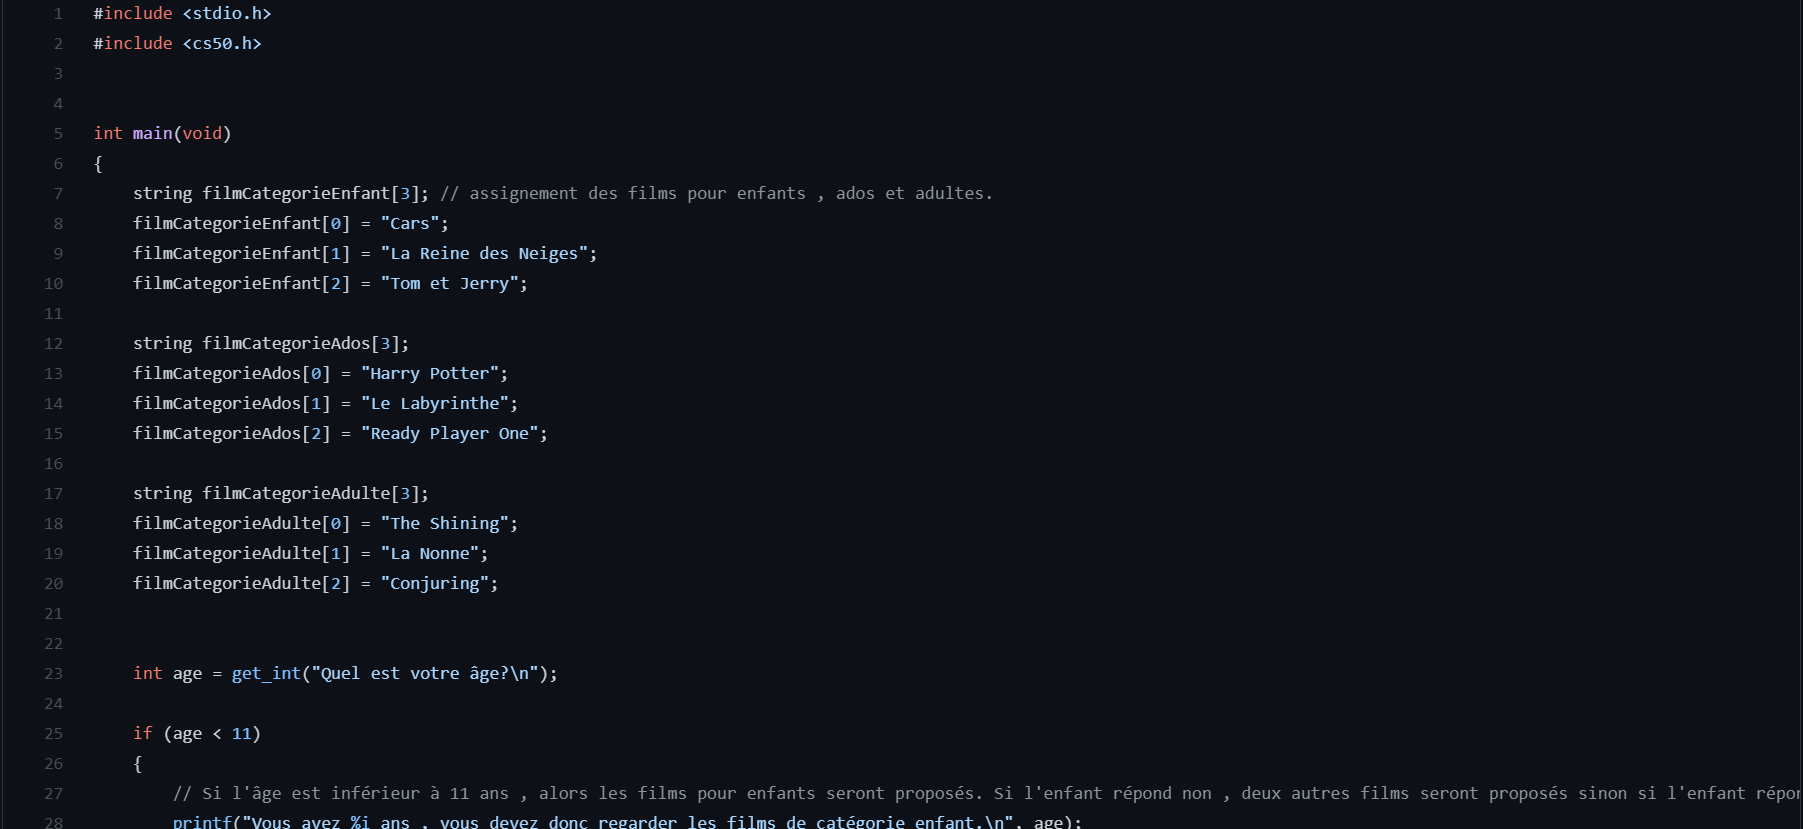 1 #include <stdio.h>
2 #include <cs50.h>
3
4
5 int main(void)
6 {
7 string filmCategorieEnfant[3]; // assignement des films pour enfants , ados et adultes.
8 filmCategorieEnfant[0] = "Cars";
9 filmCategorieEnfant[1] = "La Reine des Neiges";
10 filmCategorieEnfant[2] = "Tom et Jerry";
11
12 string filmCategorieAdos[3];
13 filmCategorieAdos[0] = "Harry Potter";
14 filmCategorieAdos[1] = "Le Labyrinthe";
15 filmCategorieAdos[2] = "Ready Player One";
16
17 string filmCategorieAdulte[3];
18 filmCategorieAdulte[0] = "The Shining";
19 filmCategorieAdulte[1] = "La Nonne";
20 filmCategorieAdulte[2] = "Conjuring";
21
22
23 int age = get_int("Quel est votre âge?\n");
24
25 if (age < 11)
26 {
27 // Si l'âge est inférieur à 11 ans , alors les films pour enfants seront proposés. Si l'enfant répond non , deux autres films seront proposés sinon si l'enfant répon
28 printf("Vous avez %i ans , vous devez donc regarder les films de catégorie enfant.\n", age);